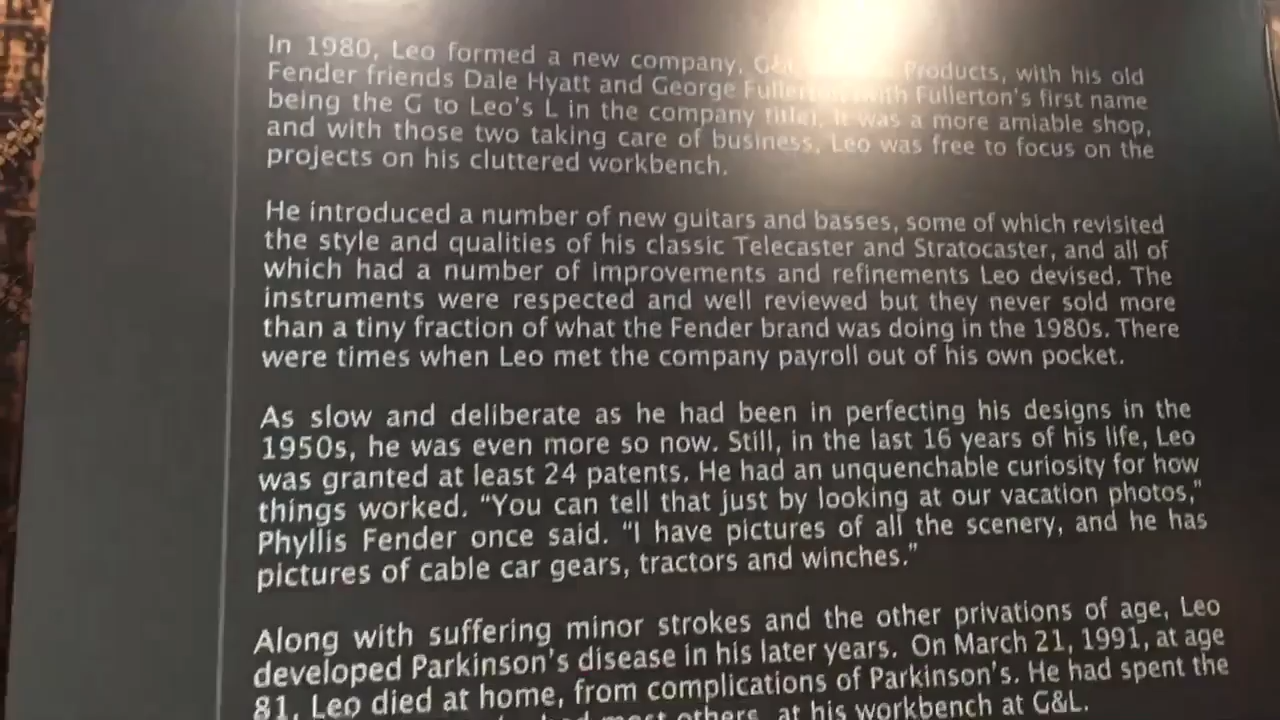 In 1980, Leo formed a new company, G&L Products, with his old
Fender friends Dale Hyatt and George Fullerton with Fullerton's first name
being the G to Leo's L in the company title). It was a more amiable shop,
and with those two taking care of business, Leo was free to focus on the
projects on his cluttered workbench.
He introduced a number of new guitars and basses, some of which revisited
the style and qualities of his classic Telecaster and Stratocaster, and all of
which had a number of improvements and refinements Leo devised. The
instruments were respected and well reviewed but they never sold more
than a tiny fraction of what the Fender brand was doing in the 1980s. There
were times when Leo met the company payroll out of his own pocket.
As slow and deliberate as he had been in perfecting his designs in the
1950s, he was even more so now. Still, in the last 16 years of his life, Leo
was granted at least 24 patents. He had an unquenchable curiosity for how
things worked. "You can tell that just by looking at our vacation photos,"
Phyllis Fender once said. "I have pictures of all the scenery, and he has
pictures of cable car gears, tractors and winches."
Along with suffering minor strokes and the other privations of age, Leo
developed Parkinson's disease in his later years. On March 21, 1991, at age
81, Leo died at home, from complications of Parkinson's. He had spent the
most others, at his workbench at G&L.